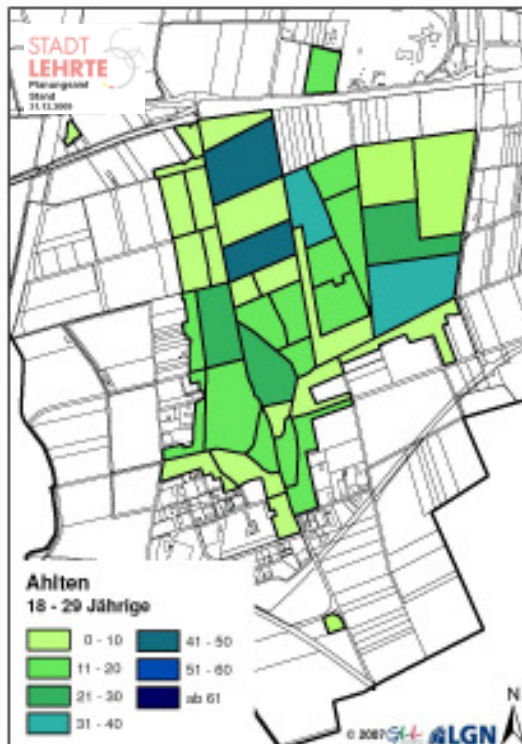 STADT
LEHRTE
Planungsamt
Stand
Ahlten
18 - 29 Jährige
0 - 10
11 - 20
21 - 30
31 - 40
41 - 50
51 - 60
ab 61
N
© 2007 LGN